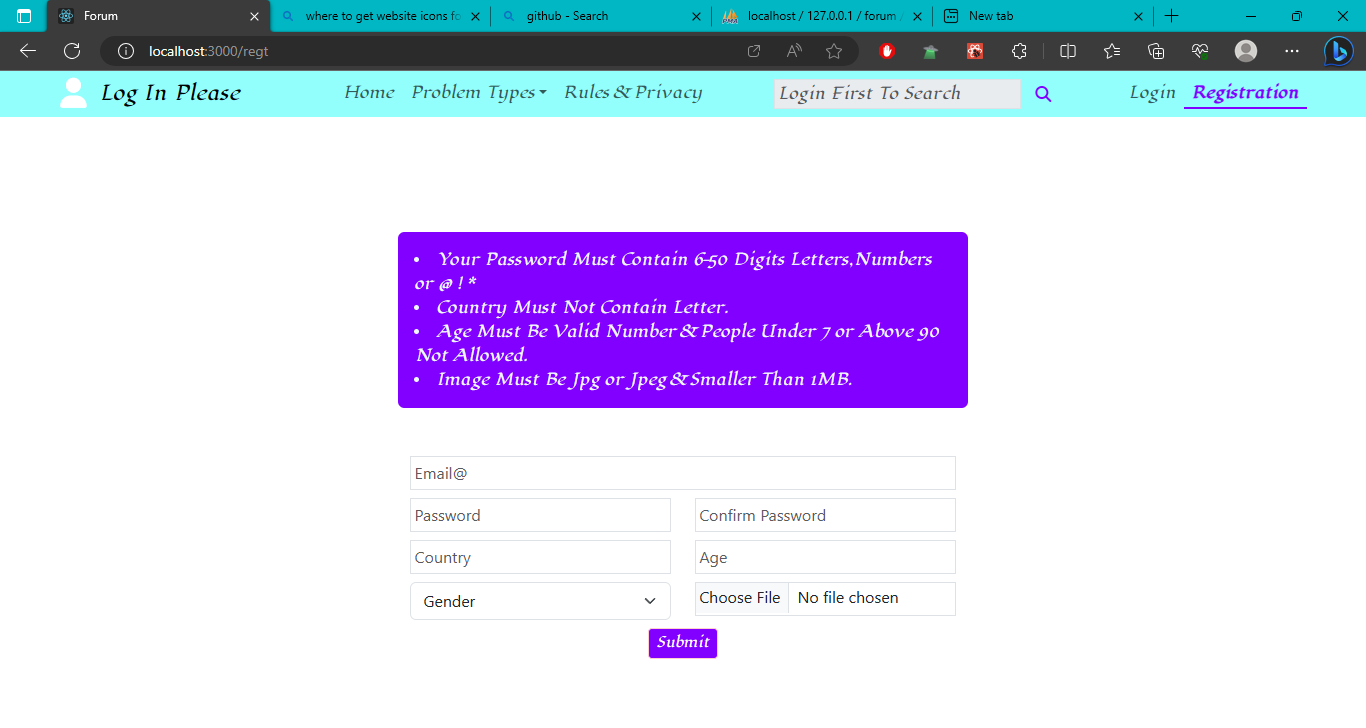 Forum
where to get website icons fo
github - Search
localhost / 127.0.0.1 / forum /
New tab
localhost:3000/regt
Log In Please
Home
Problem Types
Rules & Privacy
Login First To Search
Login
Registration
• Your Password Must Contain 6-50 Digits Letters,Numbers
or @ ! *
• Country Must Not Contain Letter.
• Age Must Be Valid Number & People Under 7 or Above 90
Not Allowed.
• Image Must Be Jpg or Jpeg & Smaller Than 1MB.
Email@
Password
Confirm Password
Country
Age
Gender
Choose File
No file chosen
Submit